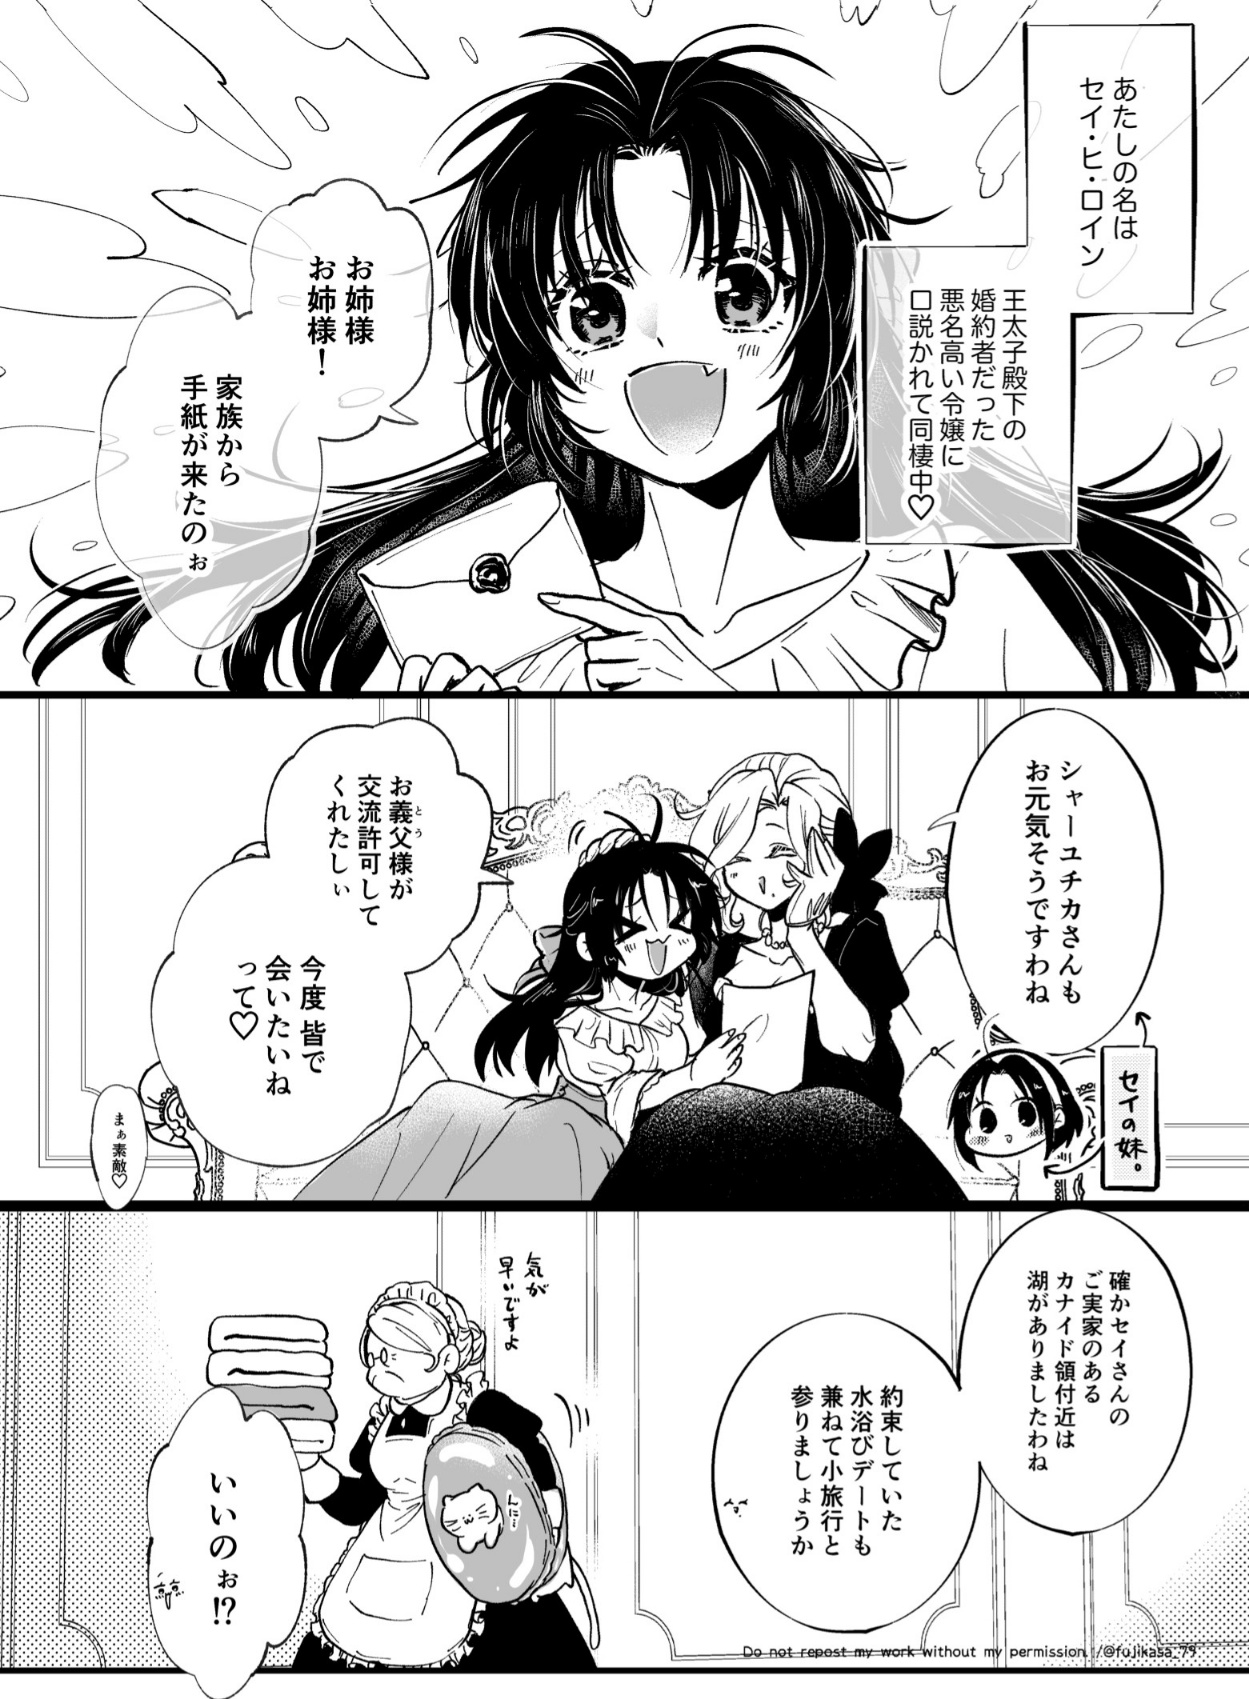 あたしの名は
セイ・ヒ・ロイン
王太子殿下の
婚約者だった
悪名高い令嬢に
口説かれて同棲中♡
お姉様
お姉様！
家族から
手紙が来たのぉ
シャーユチカさんも
お元気そうですわね
セイの妹。
お義父様が
とう
交流許可して
くれたしぃ
今度 皆で
会いたいね
って♡
まぁ素敵♡
確かセイさんの
ご実家のある
カナイド領付近は
湖がありましたわね
約束していた
水浴びデートも
兼ねて小旅行と
参りましょうか
気が
早いですよ
んに…
いいのぉ!?
Do not repost my work without my permission./@fujikasa_79